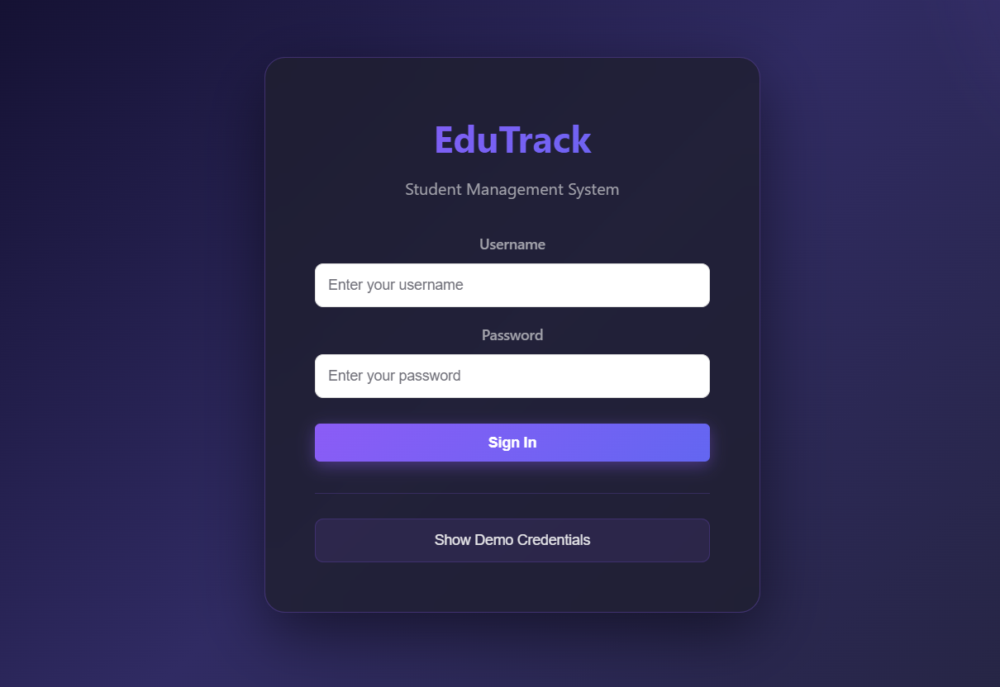 EduTrack
Student Management System
Username
Enter your username
Password
Enter your password
Sign In
Show Demo Credentials